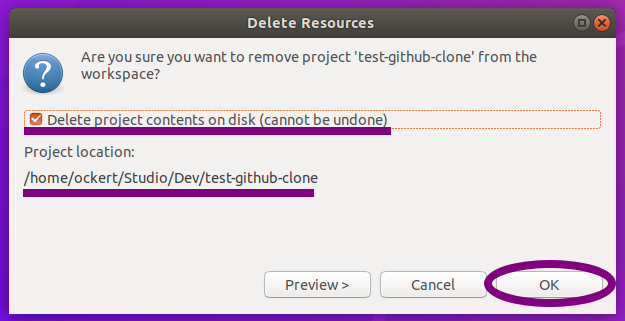 Delete Resources
Are you sure you want to remove project 'test-github-clone' from the
workspace?
Delete project contents on disk (cannot be undone)
Project location:
/home/ockert/Studio/Dev/test-github-clone
Preview >
Cancel
OK